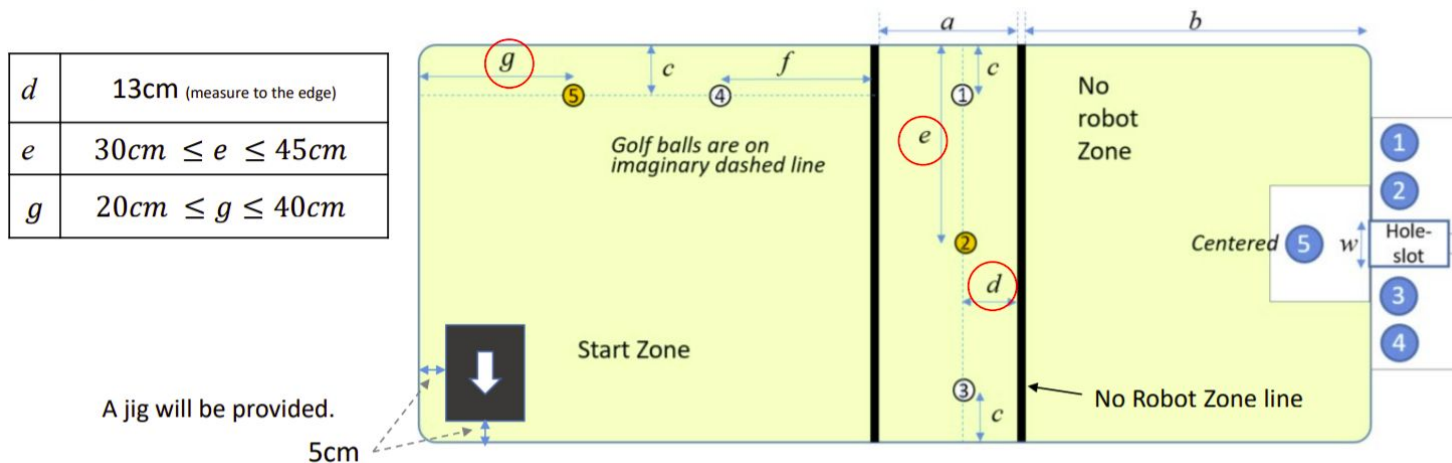 d 13cm (measure to the edge)
e 30cm ≤ e ≤ 45cm
g 20cm ≤ g ≤ 40cm
A jig will be provided.
5cm
a
b
g
c
f
c
5
4
1
Golf balls are on
imaginary dashed line
e
No
robot
Zone
2
d
Start Zone
3
c
No Robot Zone line
Centered
5
w
Hole-
slot
1
2
3
4